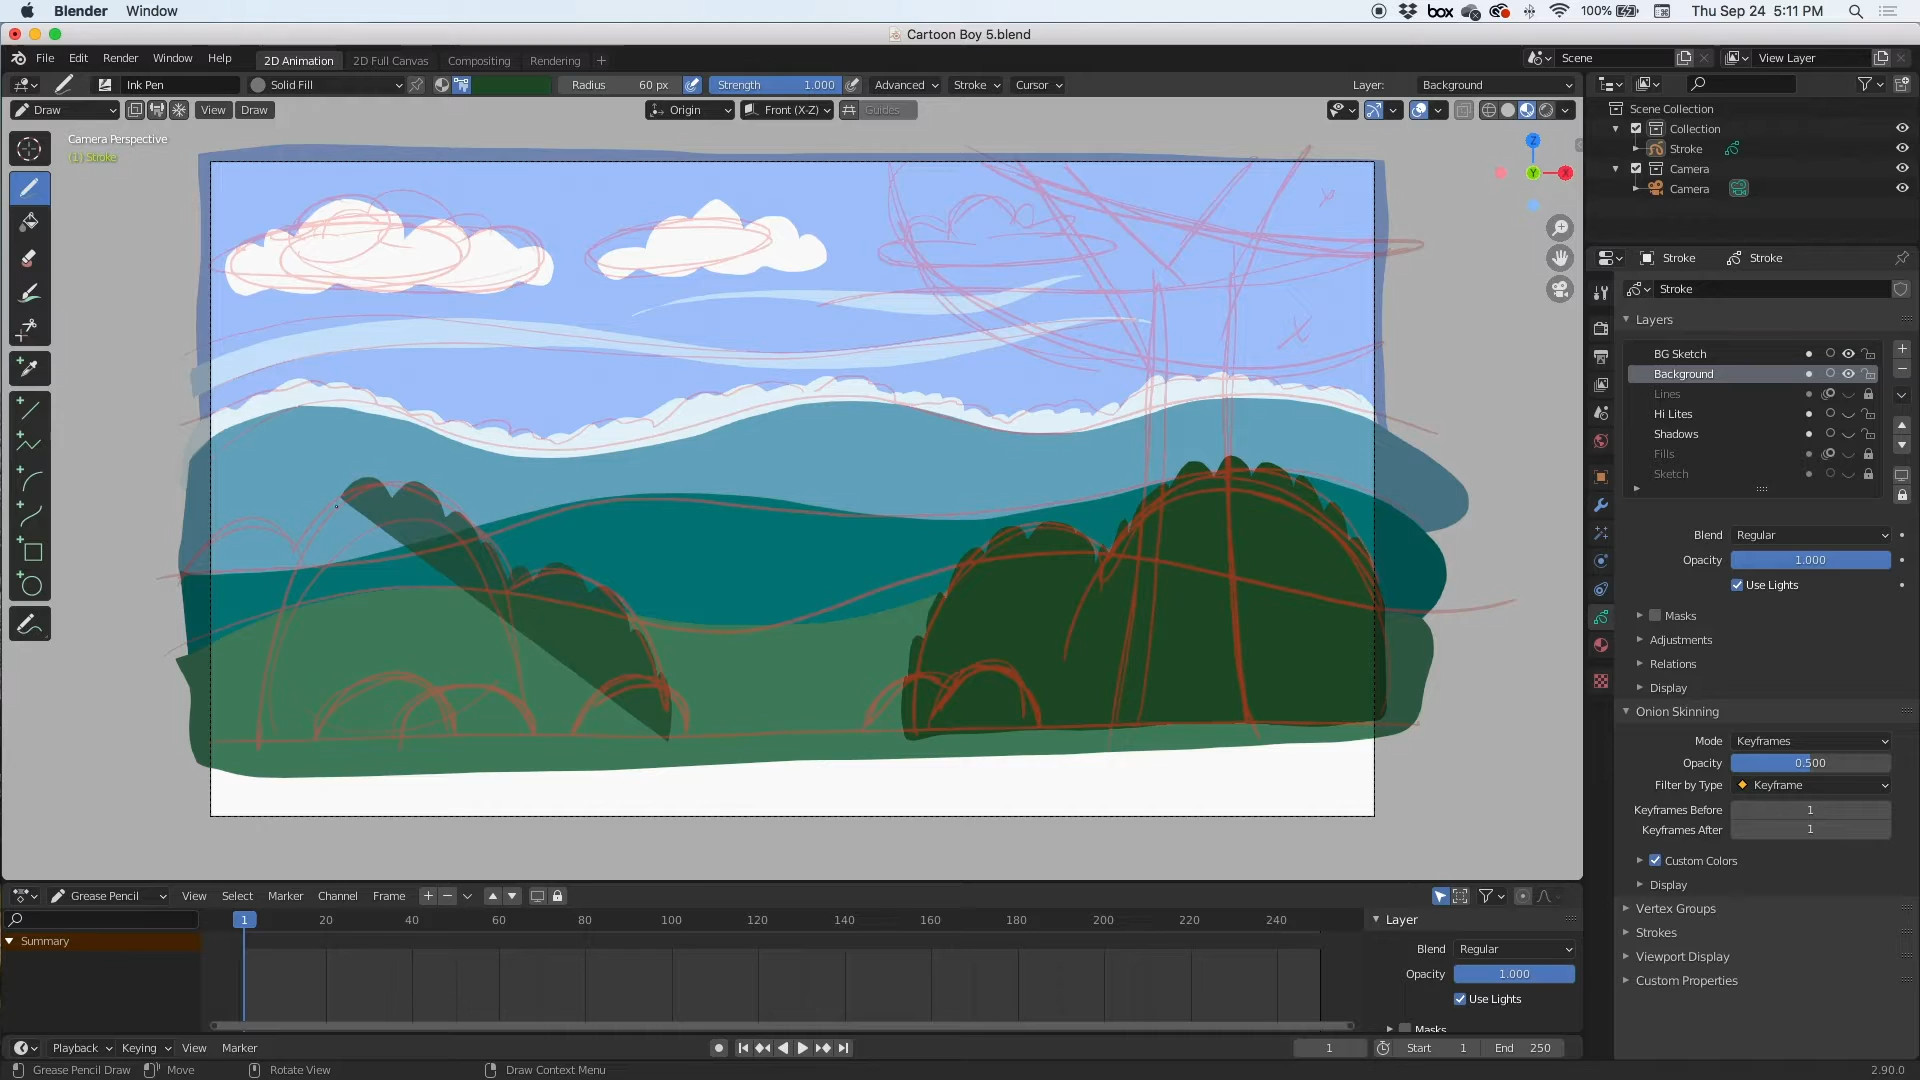 Blender Window box 100% Thu Sep 24 5:11 PM
Cartoon Boy 5.blend
File Edit Render Window Help 2D Animation 2D Full Canvas Compositing Rendering + Scene View Layer
Ink Pen Solid Fill Radius 60 px Strength 1.000 Advanced Stroke Cursor Layer: Background
Draw View Draw Origin Front (X-Z) Guides
Camera Perspective
(1) Stroke
Z
Y
X
Scene Collection
Collection
Stroke
Camera
Camera
Stroke Stroke
Stroke
Layers
BG Sketch
Background
Lines
Hi Lites
Shadows
Fills
Sketch
Blend Regular
Opacity 1.000
Use Lights
Masks
Adjustments
Relations
Display
Onion Skinning
Mode Keyframes
Opacity 0.500
Filter by Type Keyframe
Keyframes Before 1
Keyframes After 1
Custom Colors
Display
Vertex Groups
Strokes
Viewport Display
Custom Properties
Grease Pencil View Select Marker Channel Frame
1 20 40 60 80 100 120 140 160 180 200 220 240
Summary
Layer
Blend Regular
Opacity 1.000
Use Lights
Masks
Playback Keying View Marker 1 Start 1 End 250
Grease Pencil Draw Move Rotate View Draw Context Menu 2.90.0